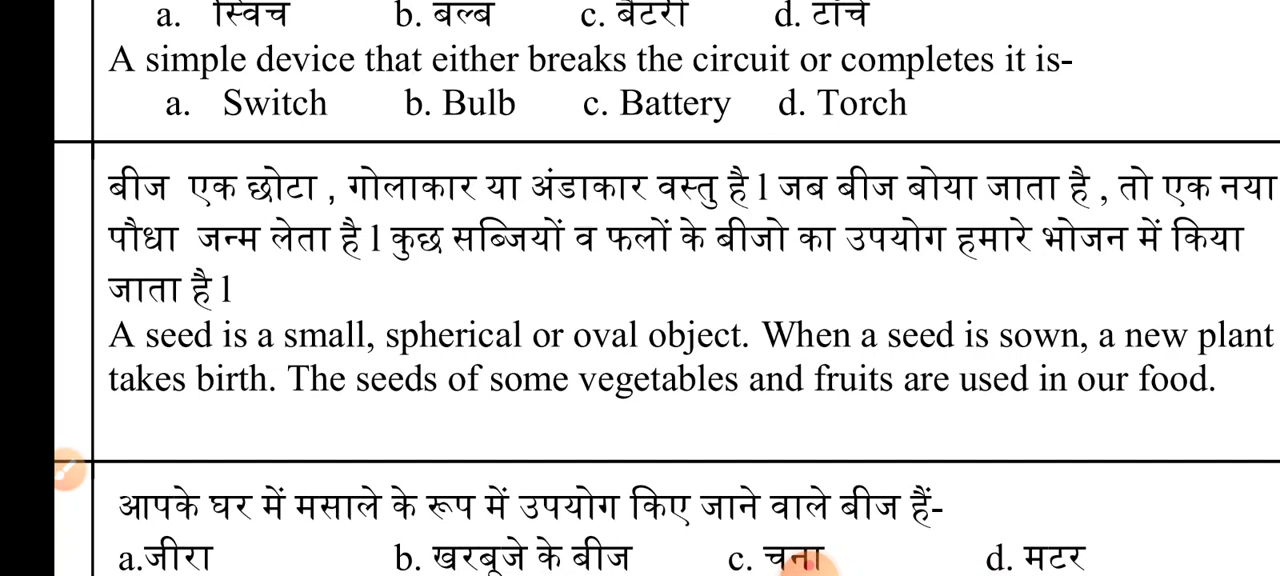 a. स्विच b. बल्ब c. बैटरी d. टॉर्च
A simple device that either breaks the circuit or completes it is-
a. Switch b. Bulb c. Battery d. Torch
बीज एक छोटा , गोलाकार या अंडाकार वस्तु है l जब बीज बोया जाता है , तो एक नया
पौधा जन्म लेता है l कुछ सब्जियों व फलों के बीजो का उपयोग हमारे भोजन में किया
जाता है l
A seed is a small, spherical or oval object. When a seed is sown, a new plant
takes birth. The seeds of some vegetables and fruits are used in our food.
आपके घर में मसाले के रूप में उपयोग किए जाने वाले बीज हैं-
a.जीरा b. खरबूजे के बीज c. चना d. मटर